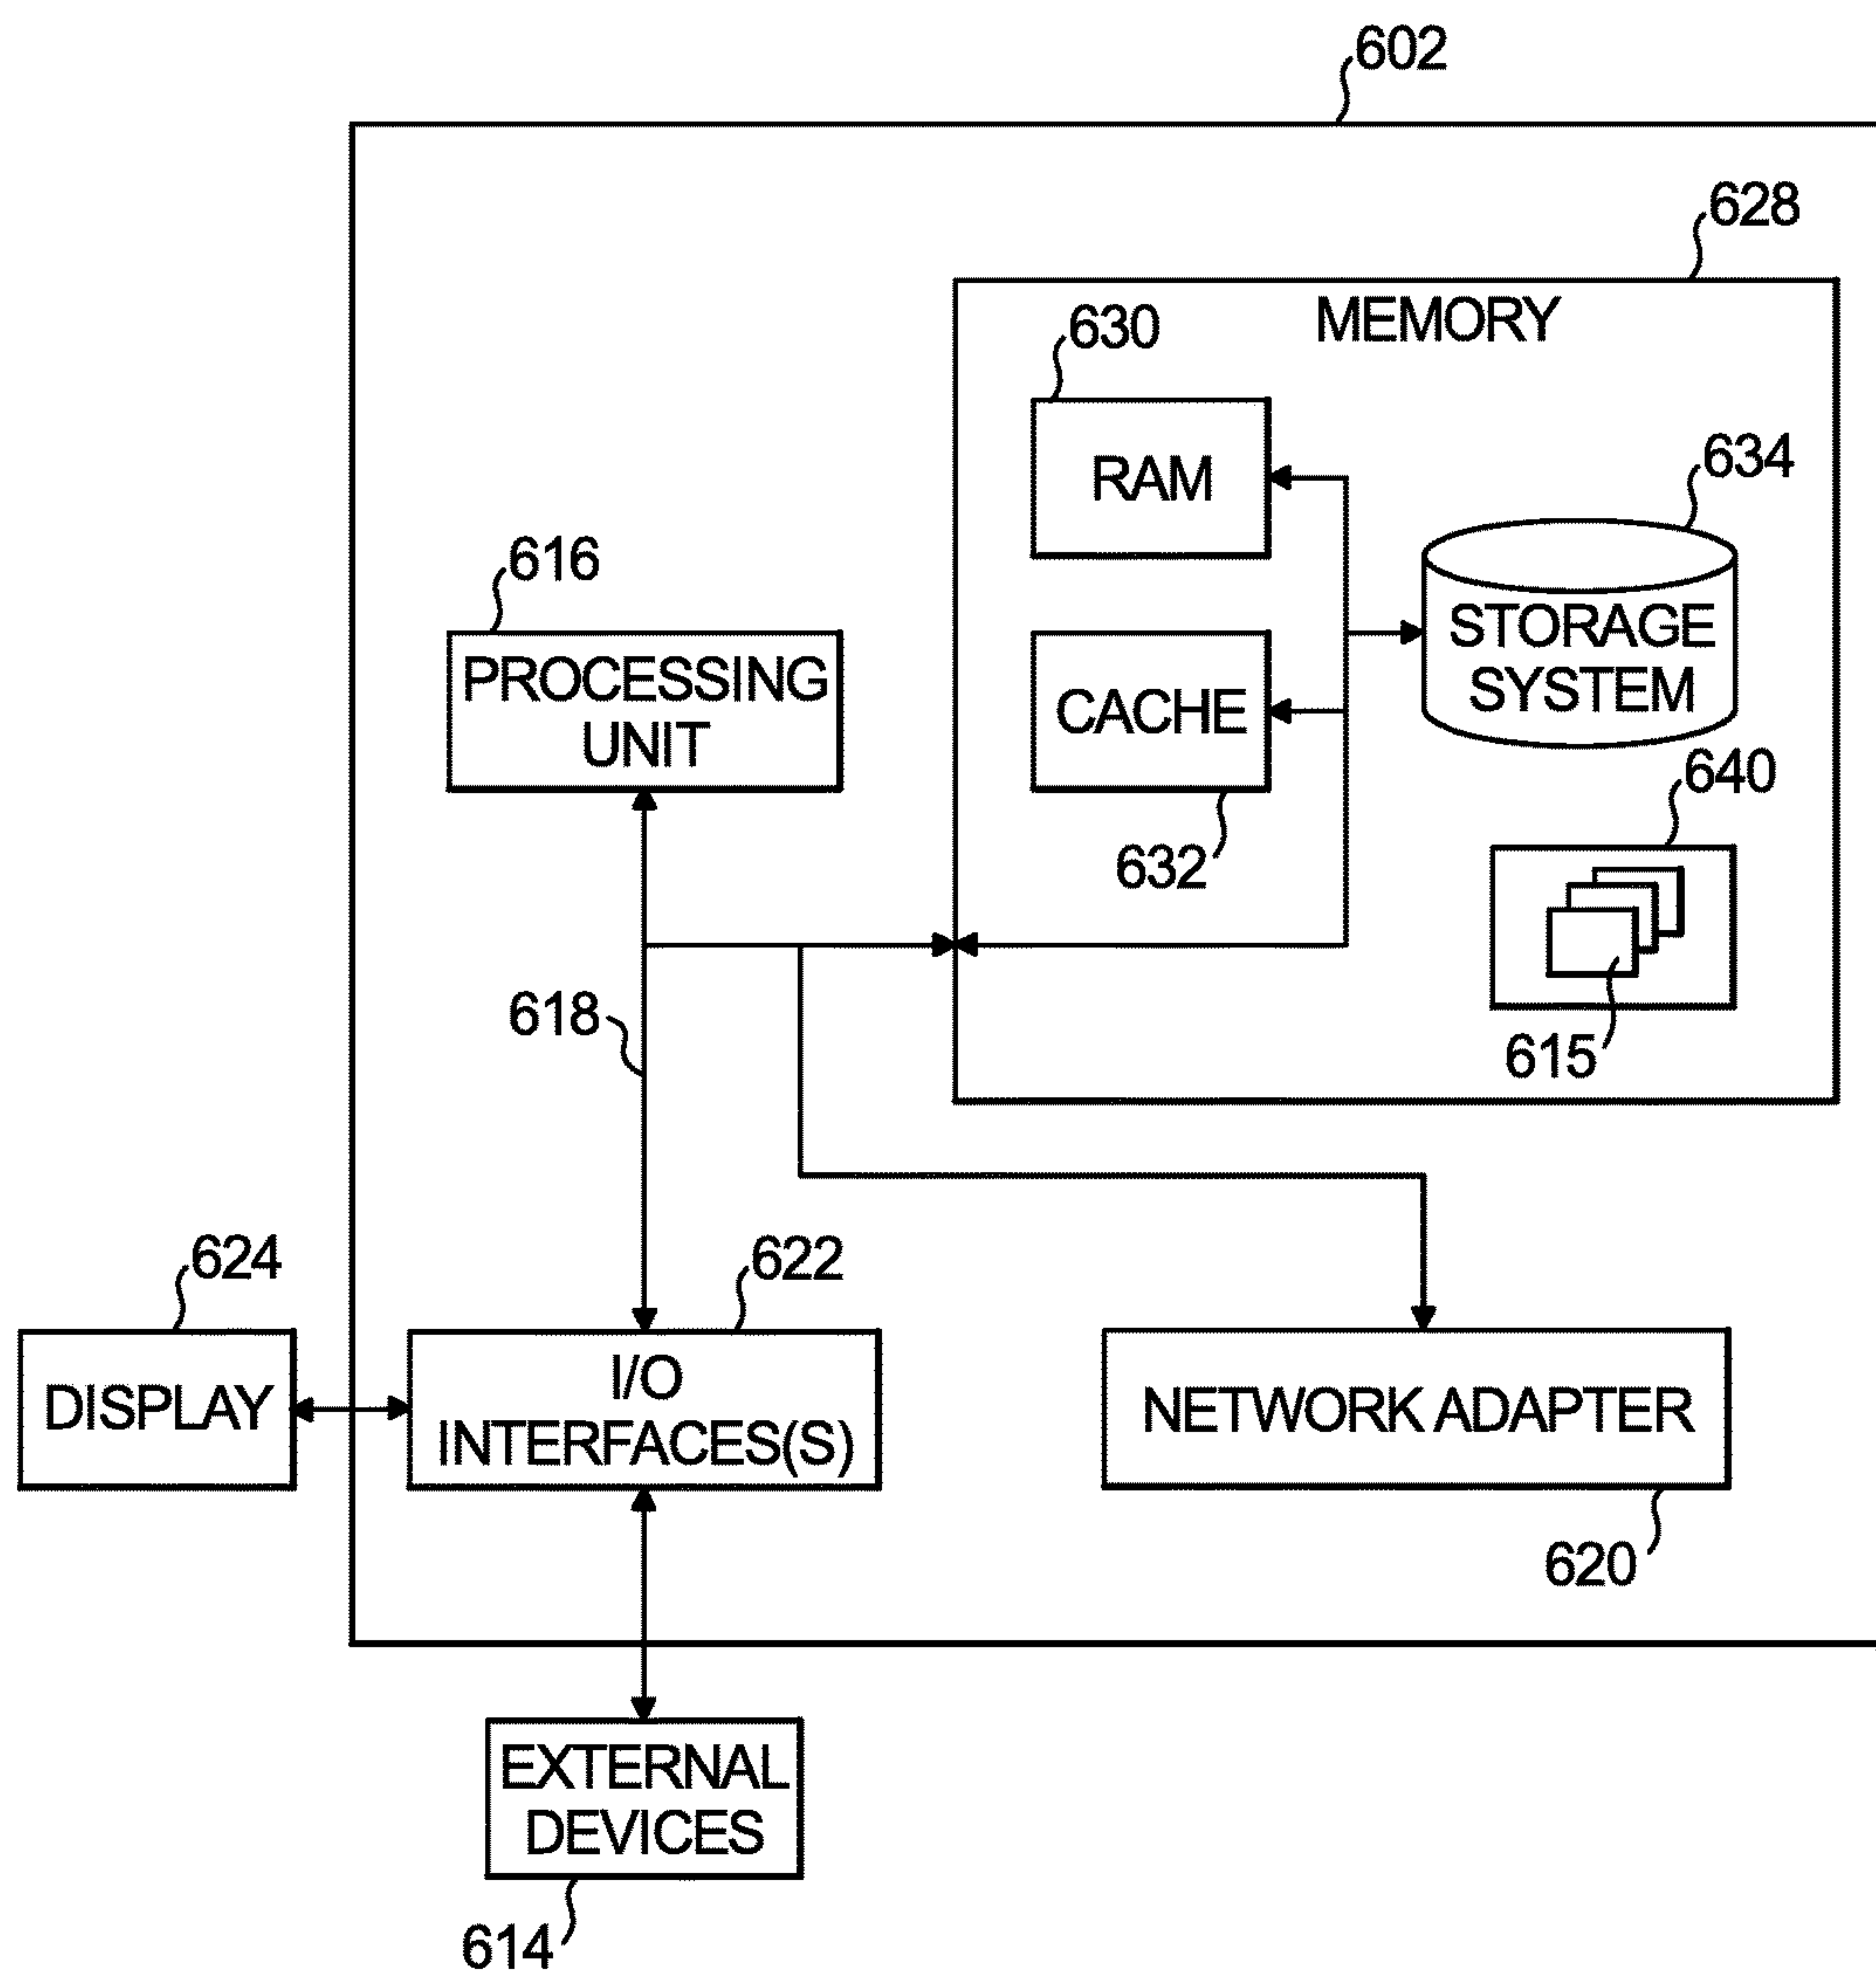 602
628
MEMORY
630
RAM
634
STORAGE
SYSTEM
616
PROCESSING
UNIT
CACHE
632
640
615
618
624
DISPLAY
622
I/O
INTERFACES(S)
NETWORK ADAPTER
620
EXTERNAL
DEVICES
614